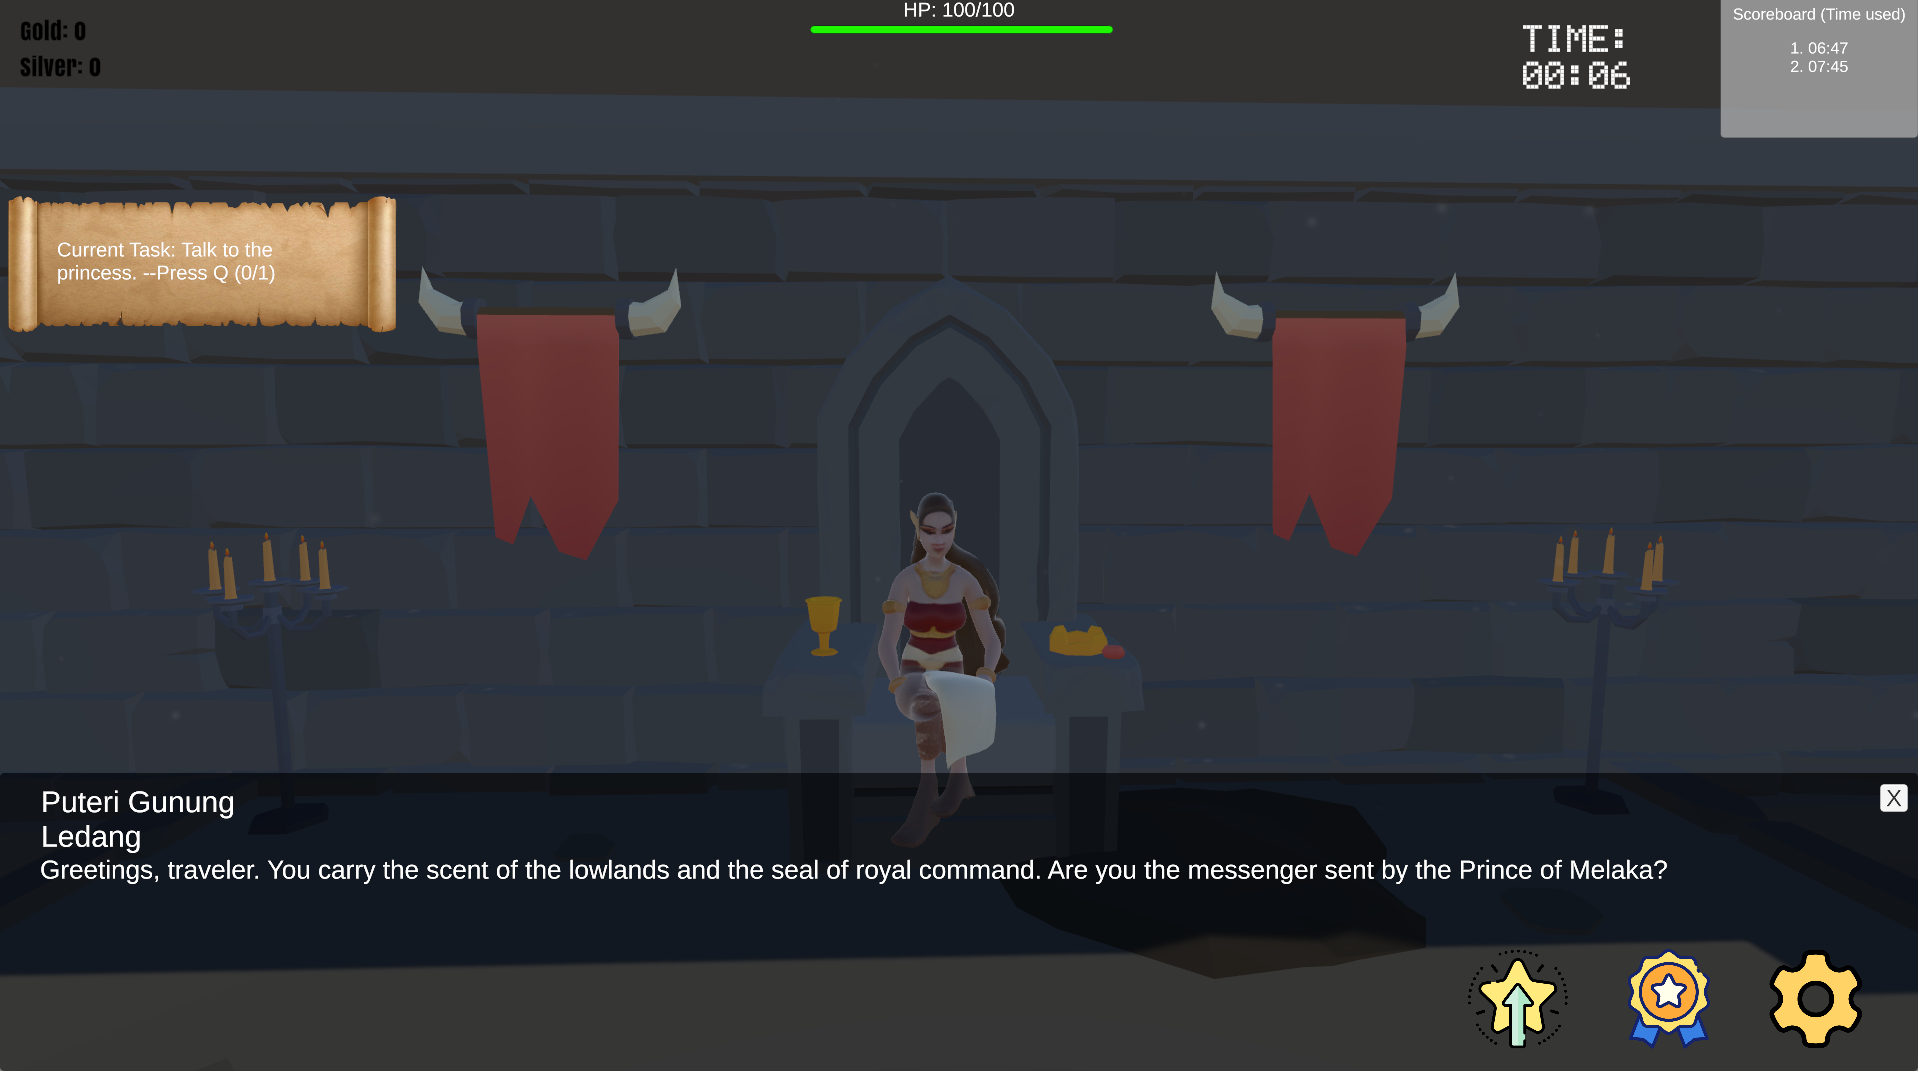 Gold: 0
Silver: 0
HP: 100/100
TIME:
00:06
Scoreboard (Time used)
1. 06:47
2. 07:45
Current Task: Talk to the
princess. --Press Q (0/1)
Puteri Gunung
Ledang
X
Greetings, traveler. You carry the scent of the lowlands and the seal of royal command. Are you the messenger sent by the Prince of Melaka?